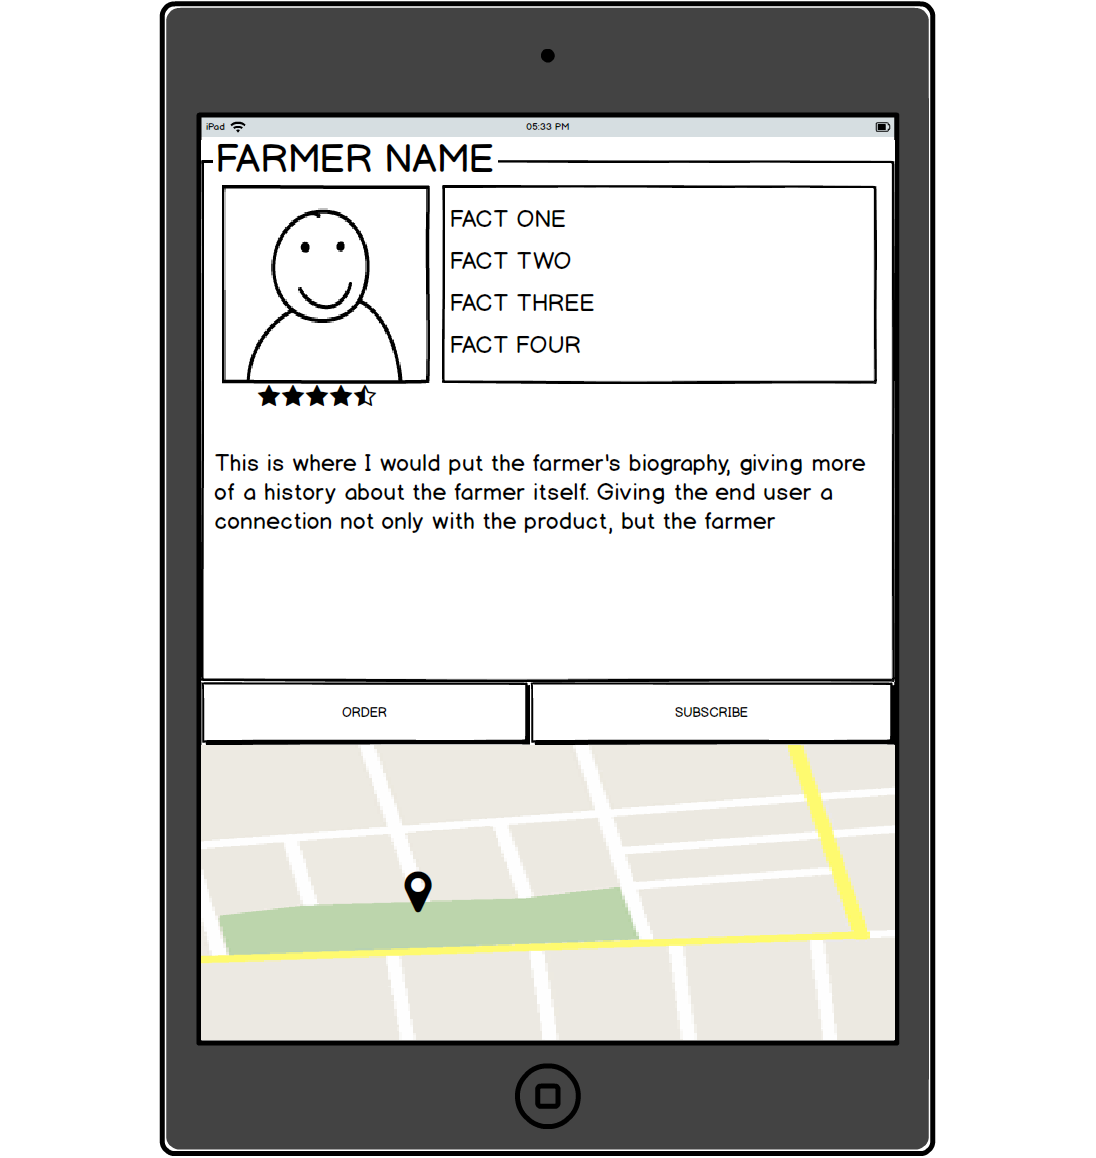 iPad
05:33 PM
FARMER NAME
FACT ONE
FACT TWO
FACT THREE
FACT FOUR
This is where I would put the farmer's biography, giving more
of a history about the farmer itself. Giving the end user a
connection not only with the product, but the farmer
ORDER
SUBSCRIBE